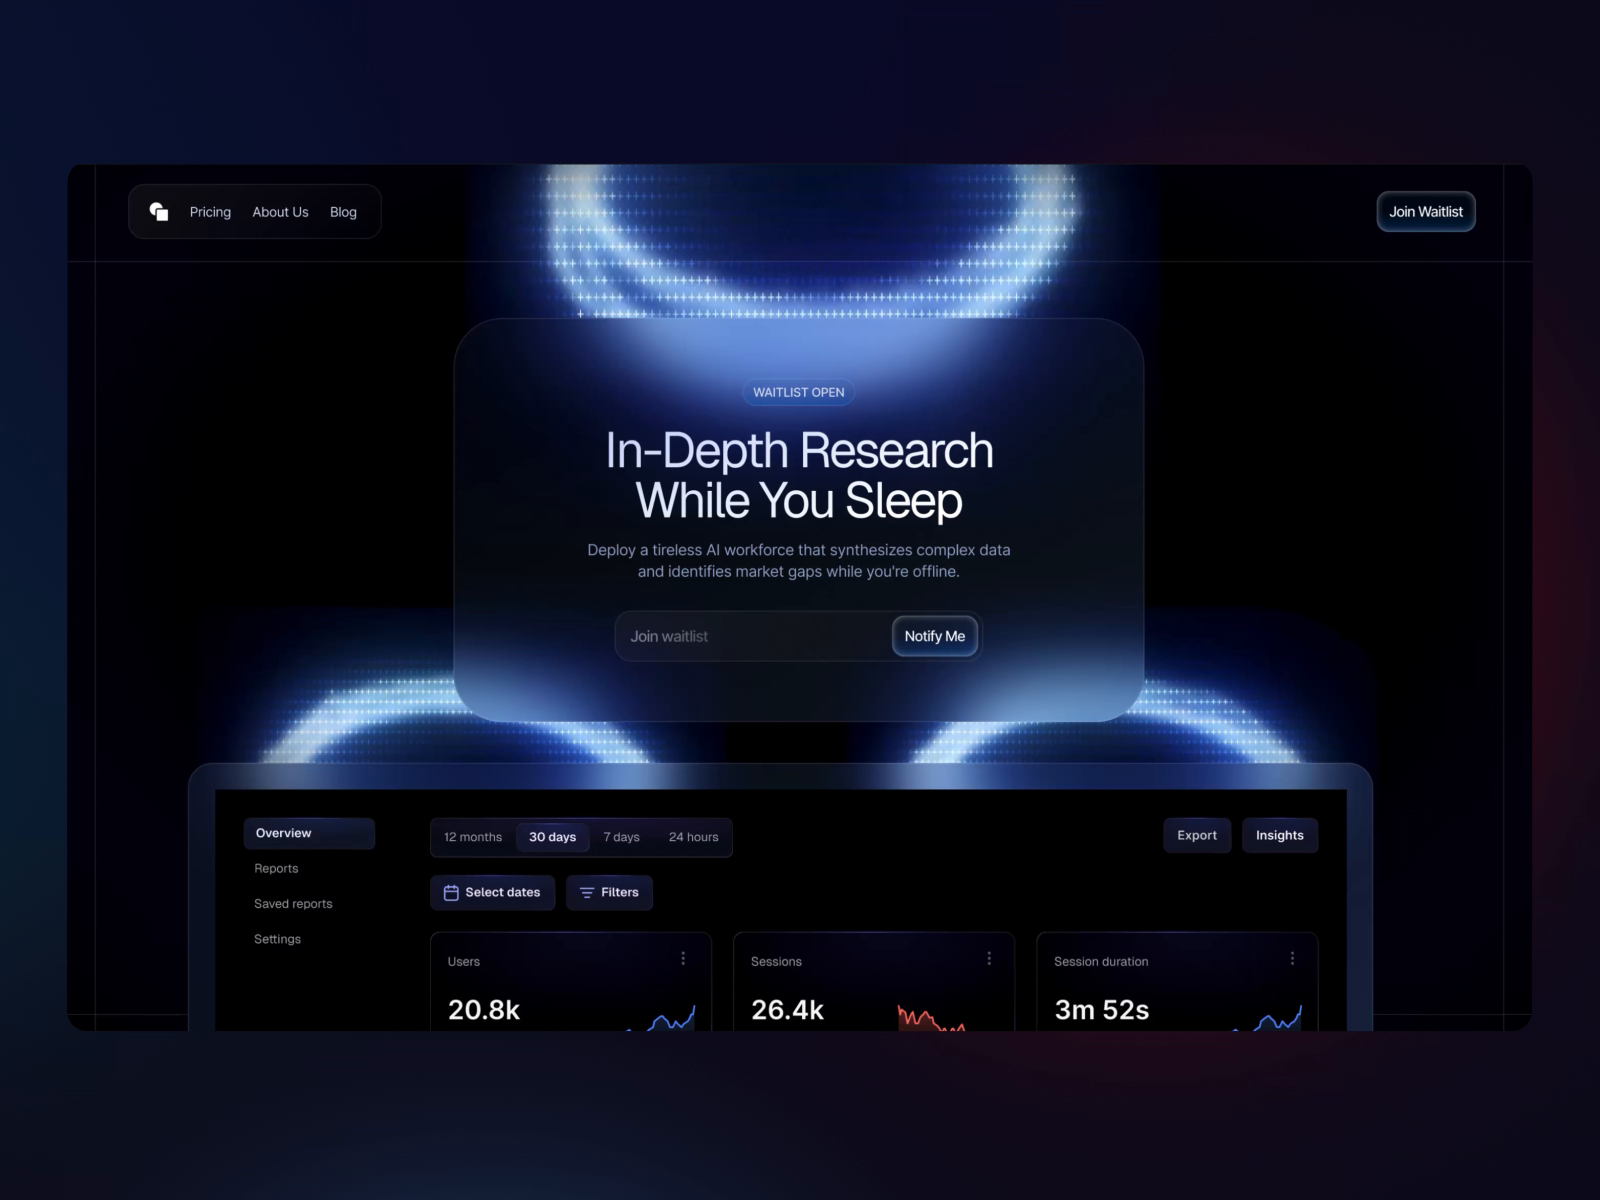 Pricing
About Us
Blog
Join Waitlist
WAITLIST OPEN
In-Depth Research
While You Sleep
Deploy a tireless AI workforce that synthesizes complex data
and identifies market gaps while you're offline.
Join waitlist
Notify Me
Overview
Reports
Saved reports
Settings
12 months
30 days
7 days
24 hours
Export
Insights
Select dates
Filters
Users
20.8k
Sessions
26.4k
Session duration
3m 52s